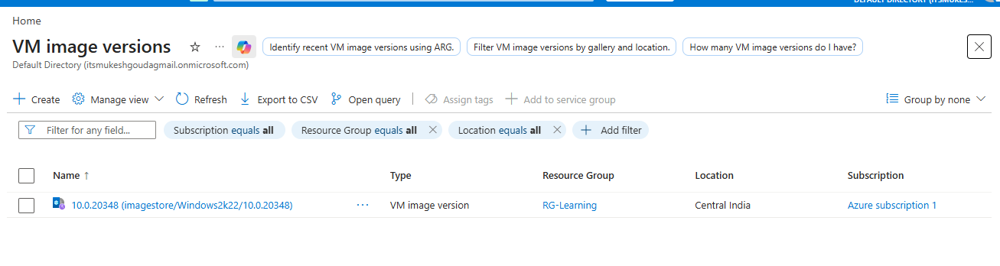 DEFAULT DIRECTORY (ITSMUKES...
Home
VM image versions ☆ ... Identify recent VM image versions using ARG. Filter VM image versions by gallery and location. How many VM image versions do I have?
Default Directory (itsmukeshgoudagmail.onmicrosoft.com)
+ Create Manage view Refresh Export to CSV Open query Assign tags + Add to service group Group by none
Filter for any field... Subscription equals all Resource Group equals all Location equals all + Add filter
Name ↑ Type Resource Group Location Subscription
10.0.20348 (imagestore/Windows2k22/10.0.20348) ... VM image version RG-Learning Central India Azure subscription 1